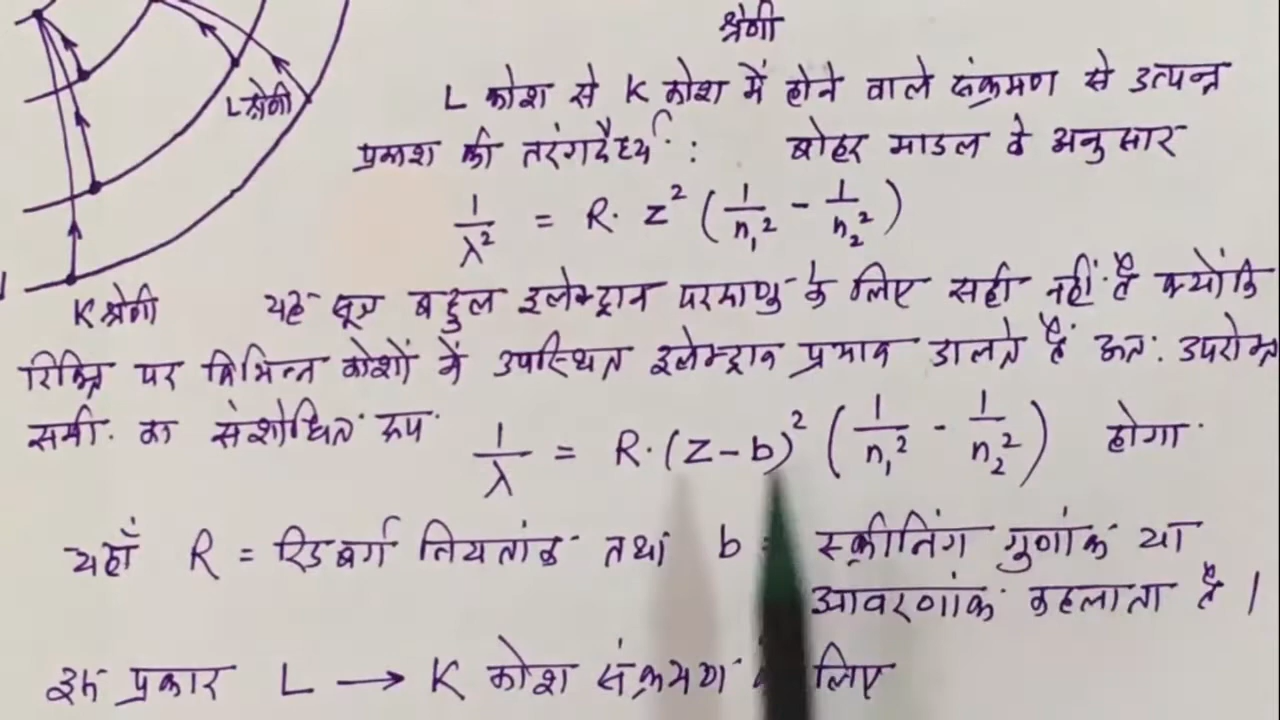 श्रेणी
L श्रेणी
L कोश से K कोश में होने वाले संक्रमण से उत्पन्न
प्रकाश की तरंगदैर्ध्य : बोहर माडल के अनुसार
1/λ² = R· z² (1/n₁² - 1/n₂²)
K श्रेणी
यह सूत्र बहुल इलेक्ट्रान परमाणु के लिए सही नहीं है क्योंकि
रिक्ति पर विभिन्न कोशों में उपस्थित इलेक्ट्रान प्रभाव डालते हैं अत: उपरोक्त
समी. का संशोधित रूप 1/λ = R·(z-b)² (1/n₁² - 1/n₂²) होगा
यहाँ R = रिडबर्ग नियतांक तथा b = स्क्रीनिंग गुणांक या
आवरणांक कहलाता है ।
इस प्रकार L → K कोश संक्रमण के लिए